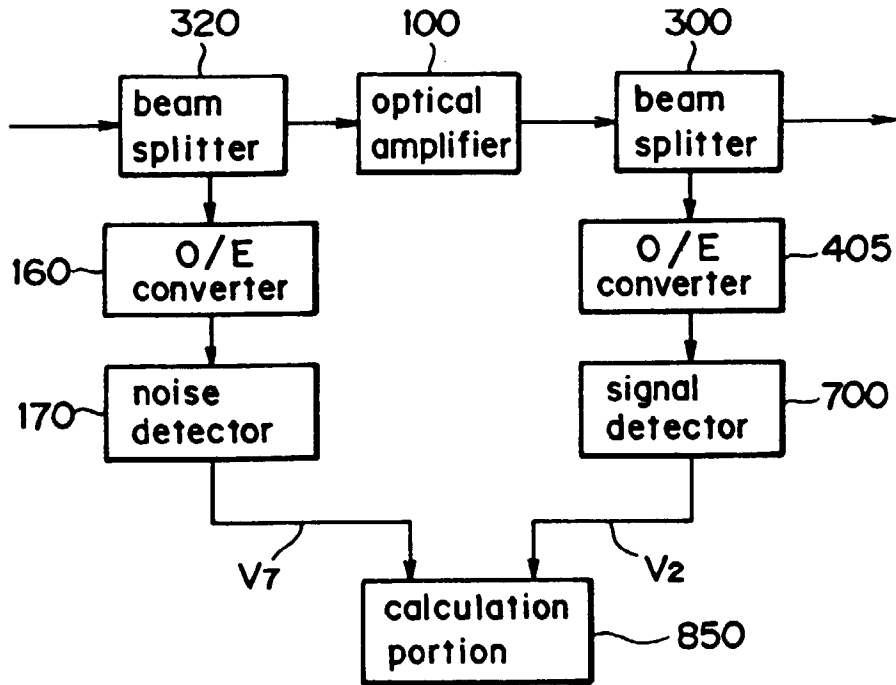 320
100
300
beam
splitter
optical
amplifier
beam
splitter
160
O/E
converter
O/E
converter
405
170
noise
detector
signal
detector
700
V7
V2
calculation
portion
850